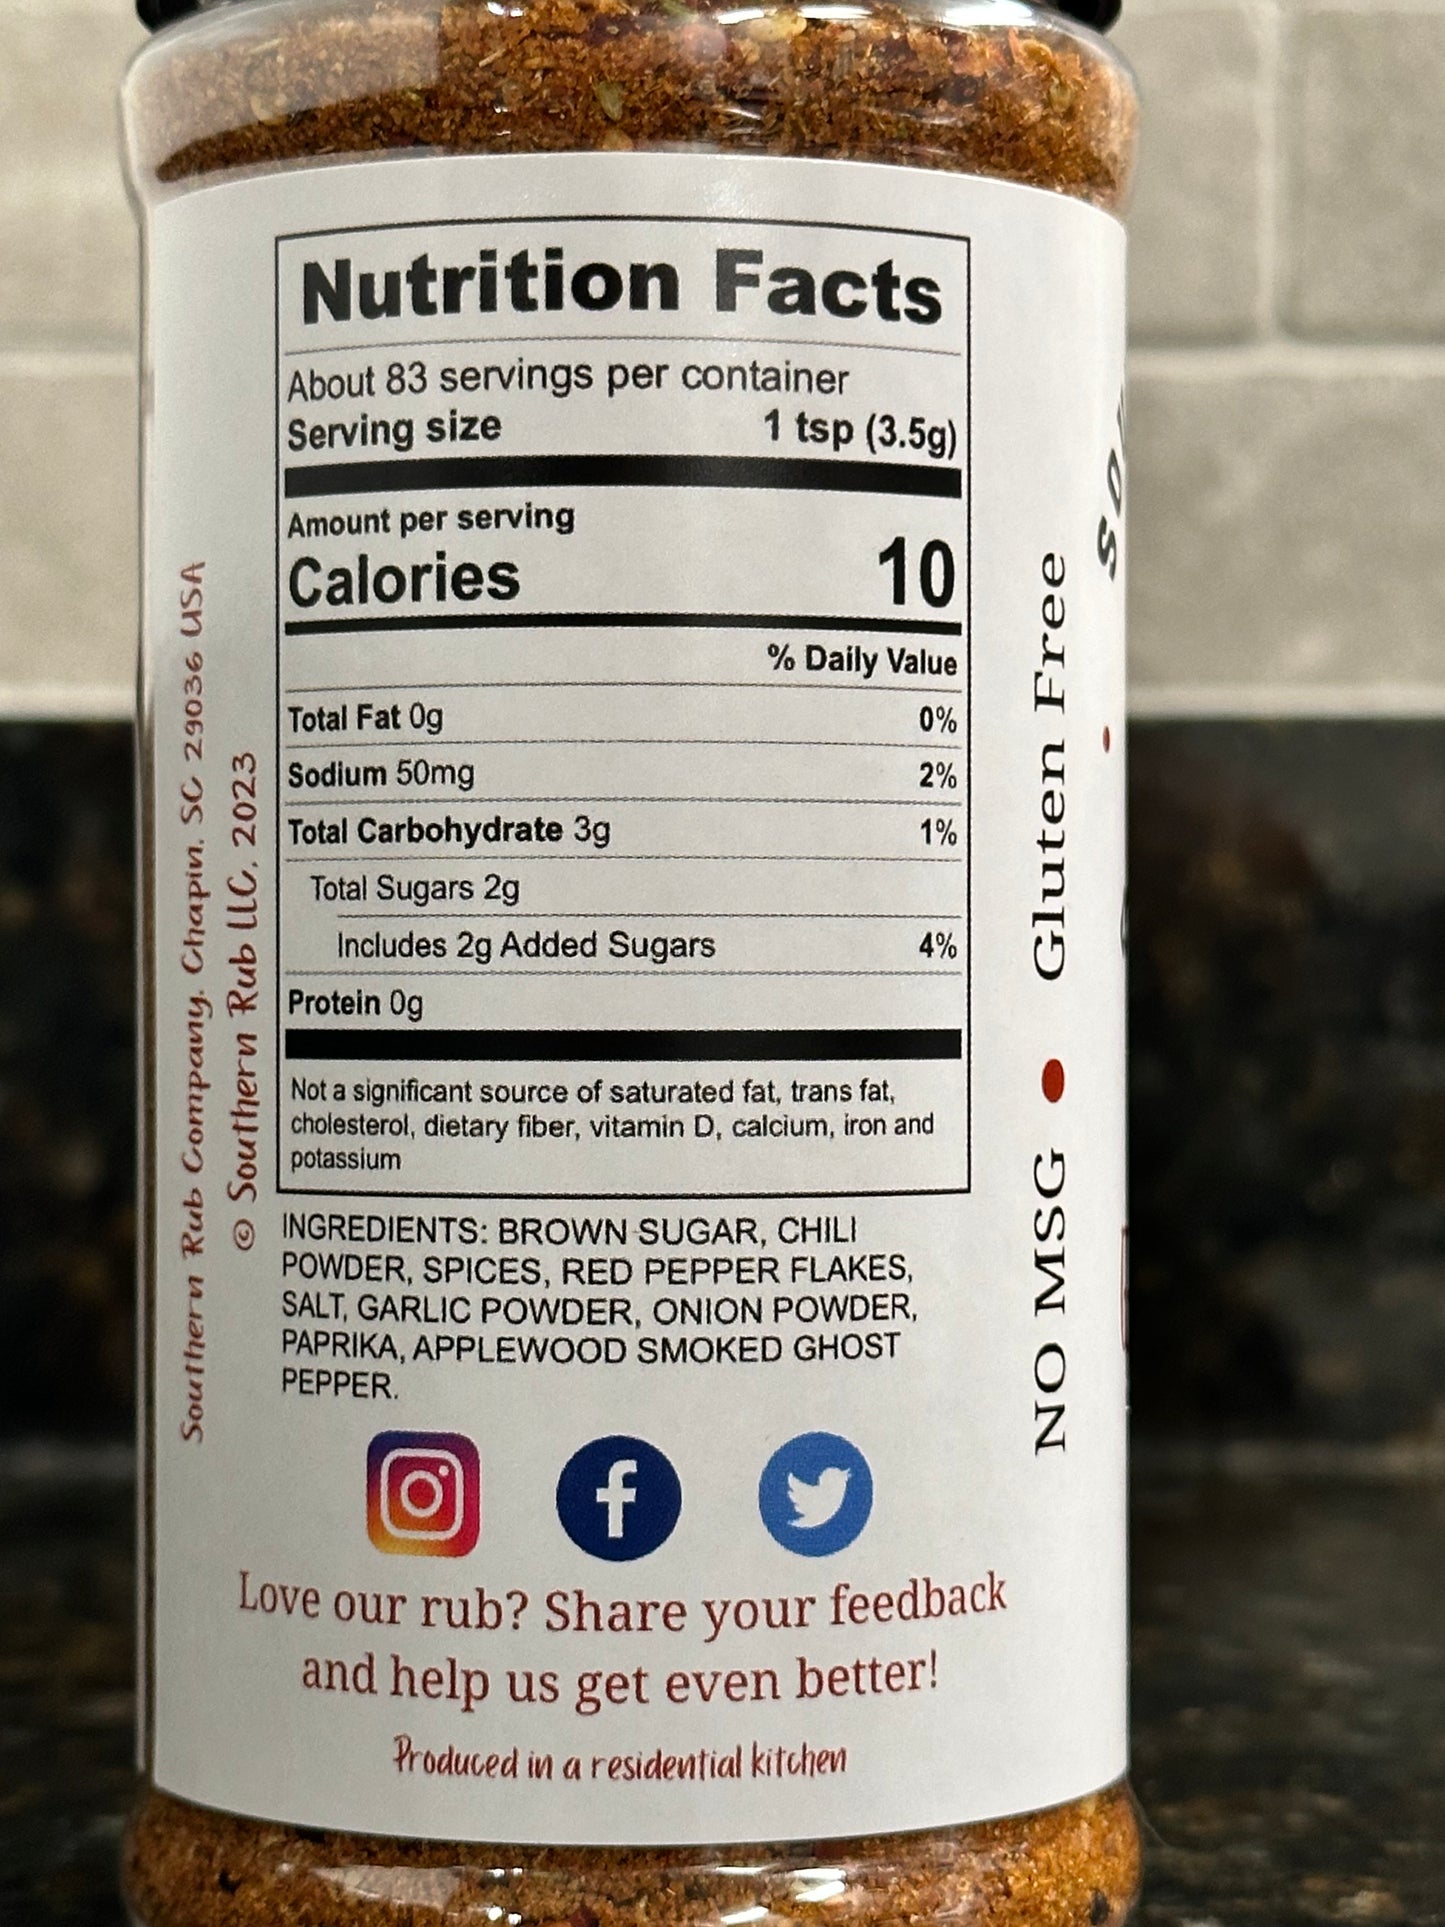 Nutrition Facts
About 83 servings per container
Serving size 1 tsp (3.5g)
Amount per serving
Calories 10
% Daily Value
Total Fat 0g 0%
Sodium 50mg 2%
Total Carbohydrate 3g 1%
Total Sugars 2g
Includes 2g Added Sugars 4%
Protein 0g
Not a significant source of saturated fat, trans fat,
cholesterol, dietary fiber, vitamin D, calcium, iron and
potassium
INGREDIENTS: BROWN SUGAR, CHILI
POWDER, SPICES, RED PEPPER FLAKES,
SALT, GARLIC POWDER, ONION POWDER,
PAPRIKA, APPLEWOOD SMOKED GHOST
PEPPER.
Love our rub? Share your feedback
and help us get even better!
Produced in a residential kitchen
Southern Rub Company. Chapin. SC 29036 USA
© Southern Rub LLC. 2023
NO MSG • Gluten Free